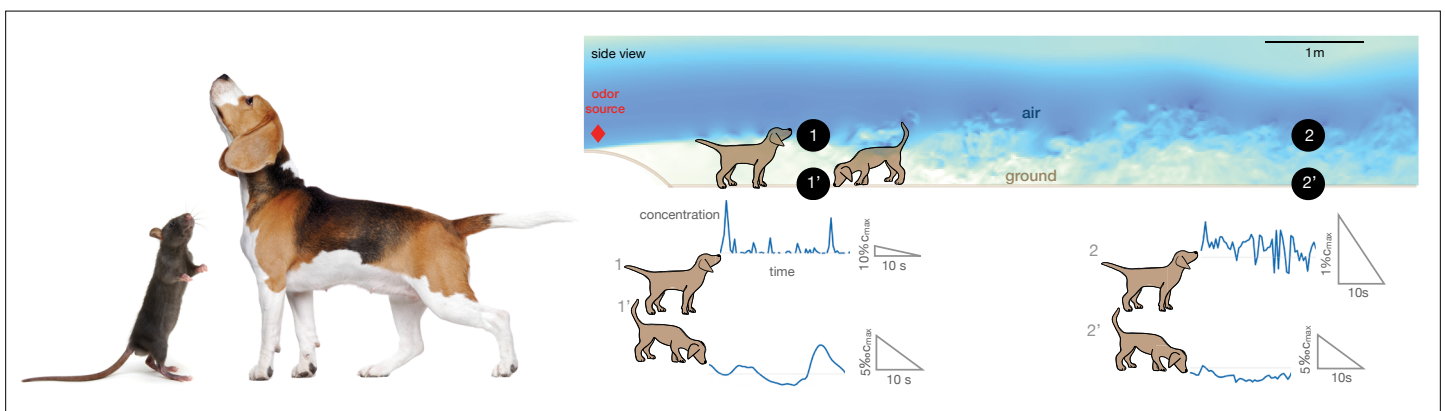 side view
1m
odor
source
air
1
2
1'
ground
2'
concentration
10%cmax
10 s
time
1
1'
5‰cmax
10 s
2
1%cmax
10s
2'
5‰cmax
10s